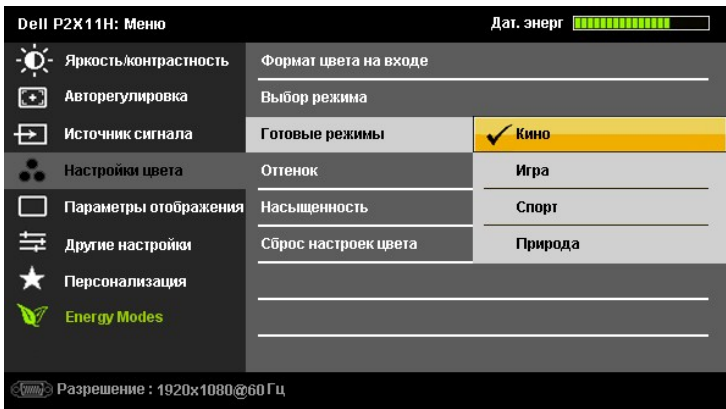 Dell P2X11H: Меню
Дат. энерг
Яркость/контрастность
Авторегулировка
Источник сигнала
Настройки цвета
Параметры отображения
Другие настройки
Персонализация
Energy Modes
Формат цвета на входе
Выбор режима
Готовые режимы
Оттенок
Насыщенность
Сброс настроек цвета
Кино
Игра
Спорт
Природа
Разрешение : 1920x1080@60 Гц